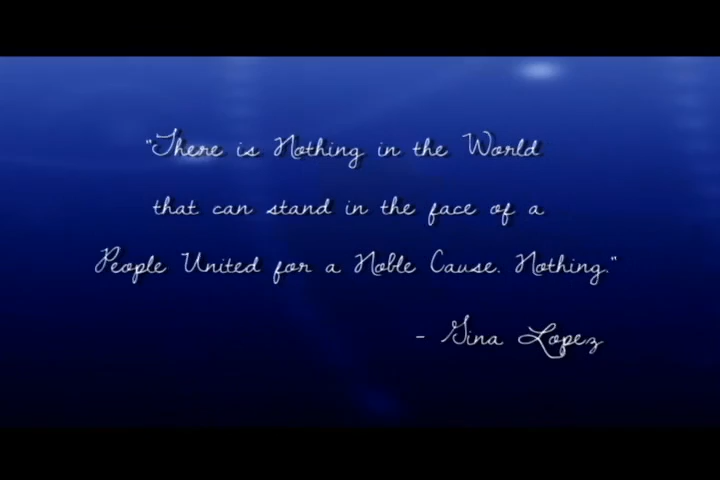 "There is Nothing in the World
that can stand in the face of a
People United for a Noble Cause. Nothing."
- Gina Lopez